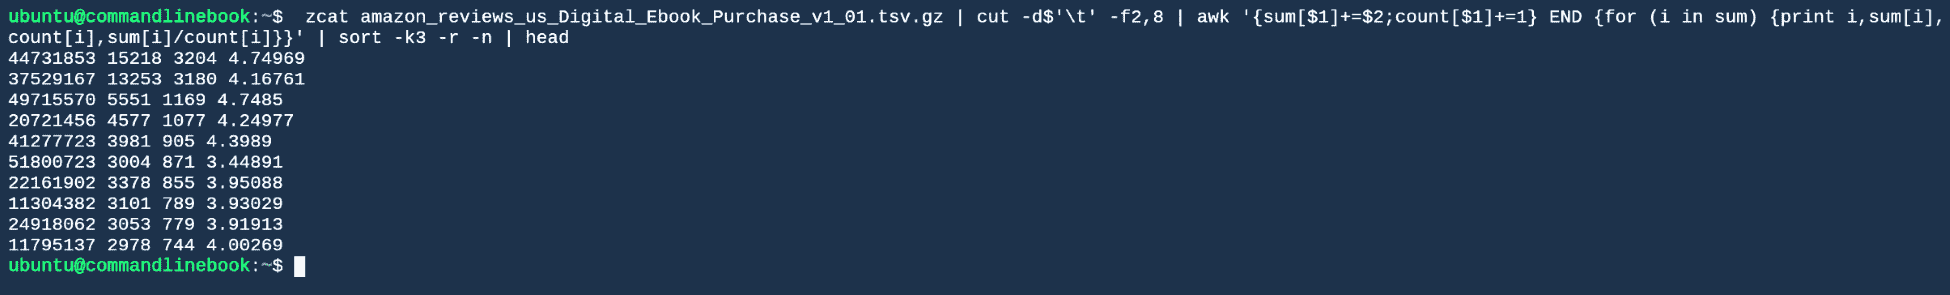 ubuntu@commandlinebook:~$  zcat amazon_reviews_us_Digital_Ebook_Purchase_v1_01.tsv.gz | cut -d$'\t' -f2,8 | awk '{sum[$1]+=$2;count[$1]+=1} END {for (i in sum) {print i,sum[i],
count[i],sum[i]/count[i]}}' | sort -k3 -r -n | head
44731853 15218 3204 4.74969
37529167 13253 3180 4.16761
49715570 5551 1169 4.7485
20721456 4577 1077 4.24977
41277723 3981 905 4.3989
51800723 3004 871 3.44891
22161902 3378 855 3.95088
11304382 3101 789 3.93029
24918062 3053 779 3.91913
11795137 2978 744 4.00269
ubuntu@commandlinebook:~$